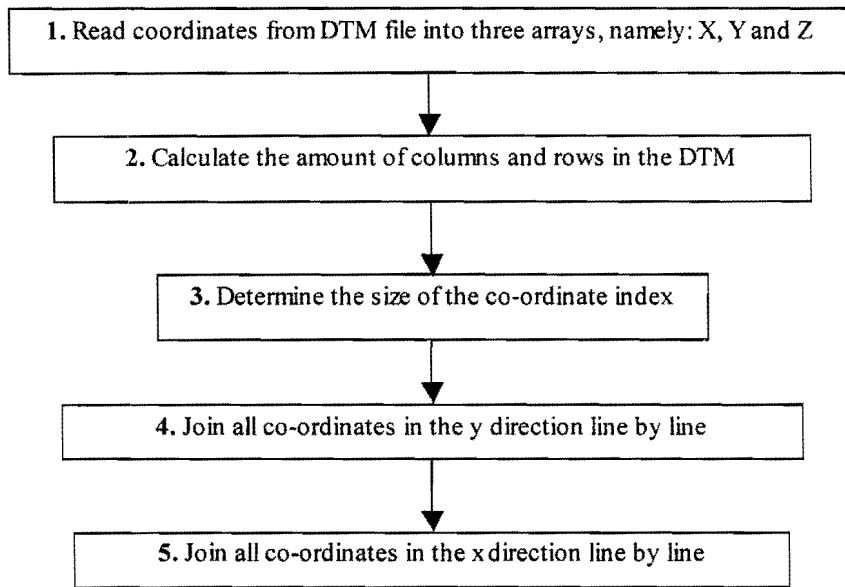 1. Read coordinates from DTM file into three arrays, namely: X, Y and Z
2. Calculate the amount of columns and rows in the DTM
3. Determine the size of the co-ordinate index
4. Join all co-ordinates in the y direction line by line
5. Join all co-ordinates in the x direction line by line